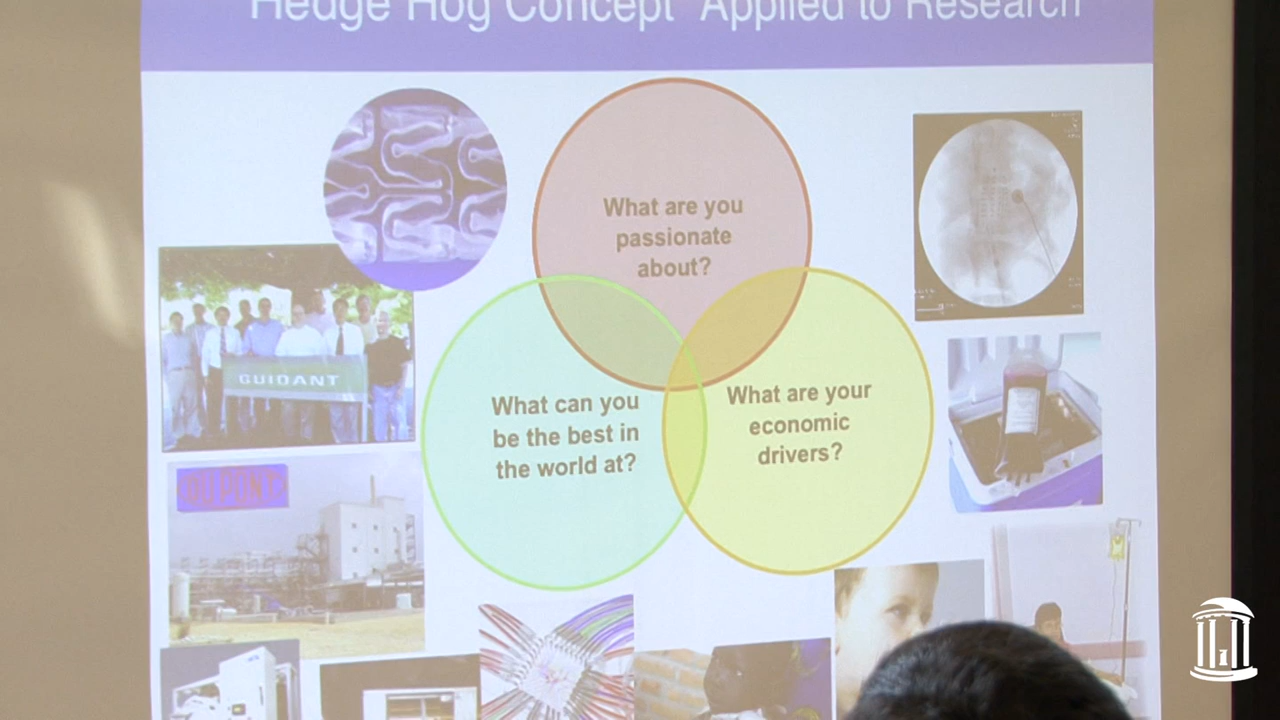 Hedge Hog Concept Applied to Research
What are you
passionate
about?
What can you
be the best in
the world at?
What are your
economic
drivers?
GUIDANT
DUPONT